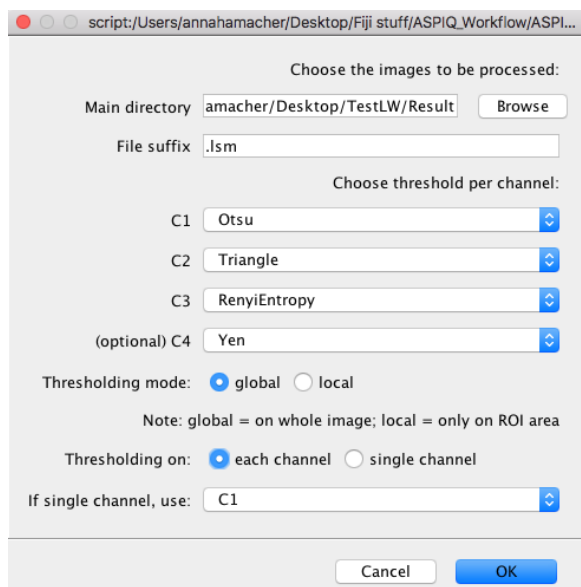 script:/Users/annahamacher/Desktop/Fiji stuff/ASPIQ_Workflow/ASPI...
Choose the images to be processed:
Main directory amacher/Desktop/TestLW/Result Browse
File suffix .lsm
Choose threshold per channel:
C1 Otsu
C2 Triangle
C3 RenyiEntropy
(optional) C4 Yen
Thresholding mode: global local
Note: global = on whole image; local = only on ROI area
Thresholding on: each channel single channel
If single channel, use: C1
Cancel OK